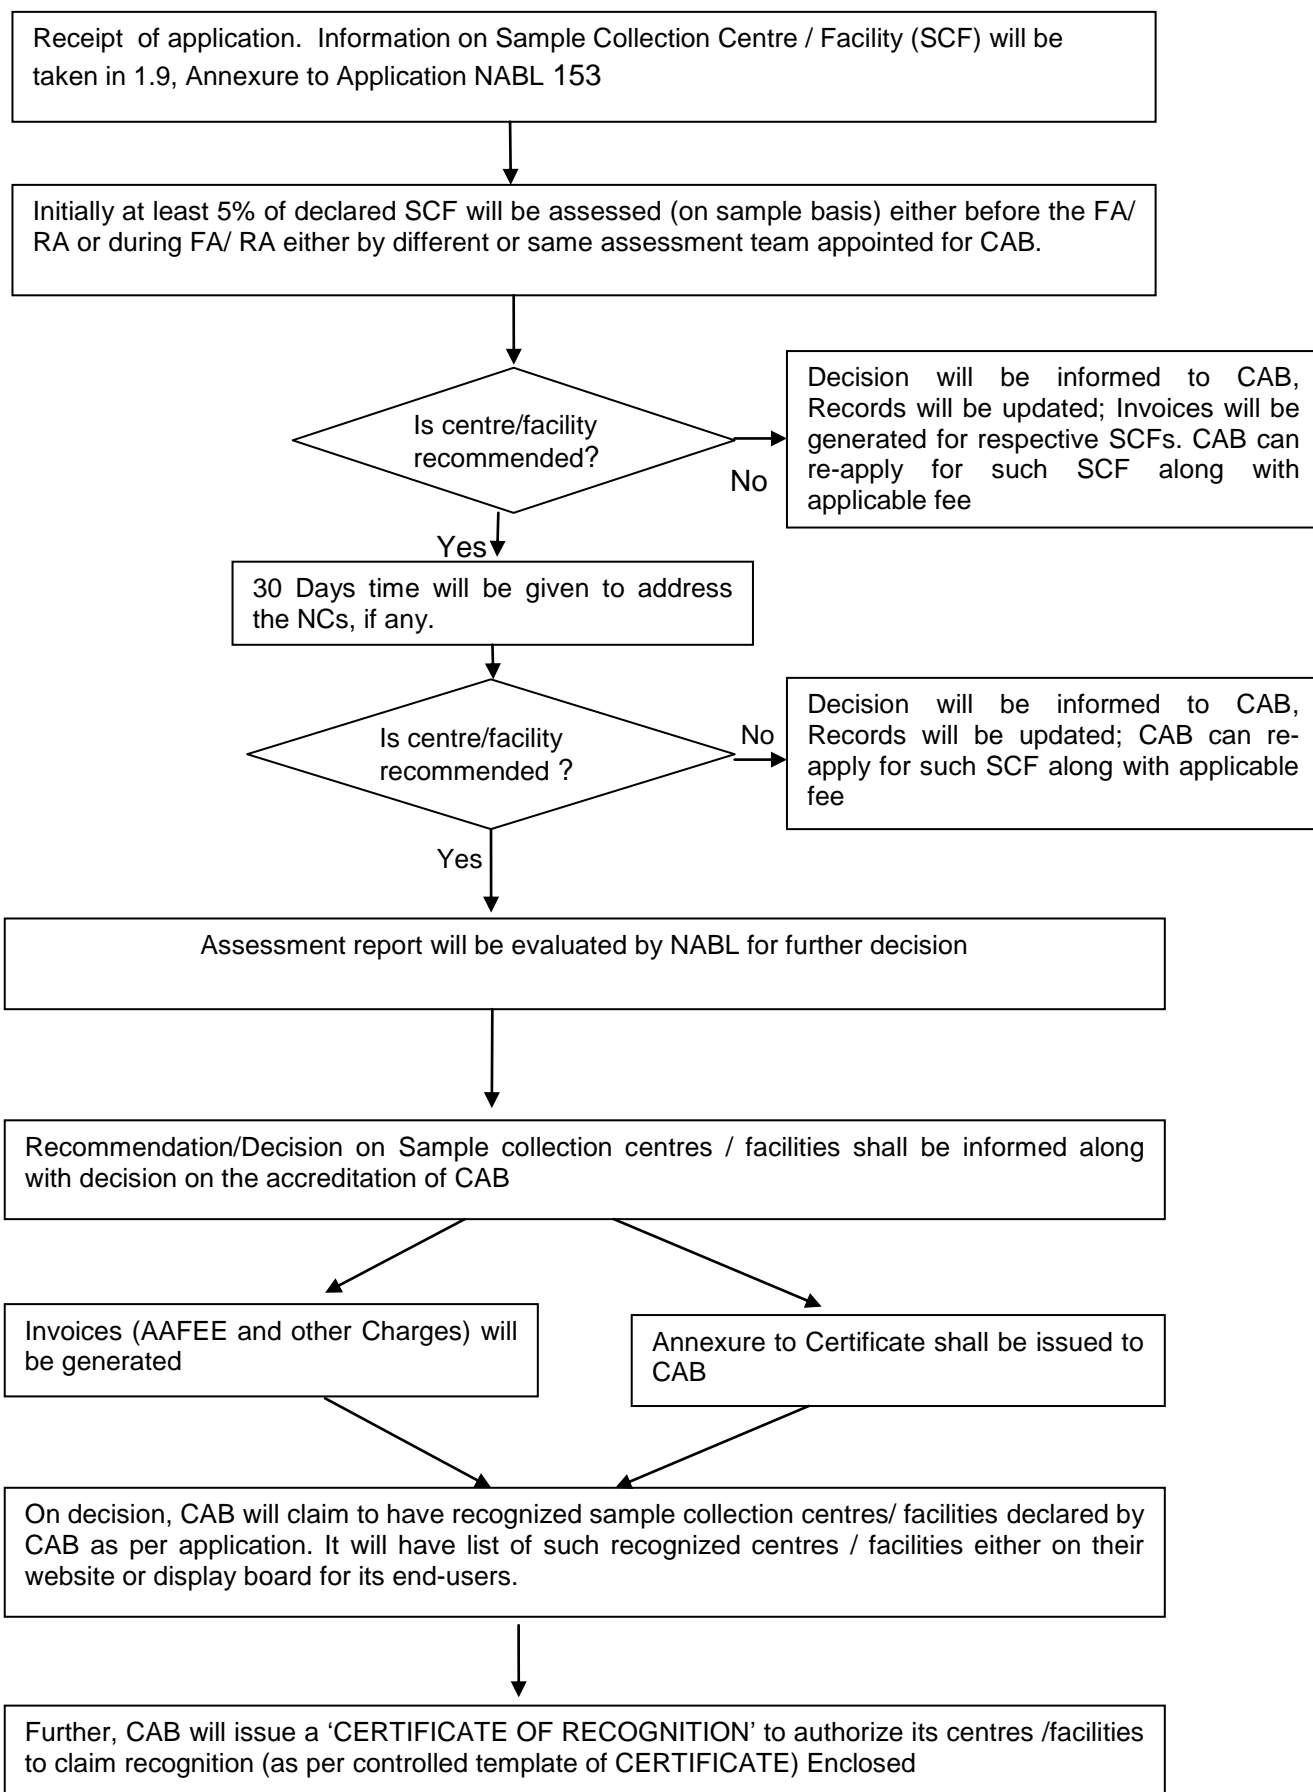 Receipt of application. Information on Sample Collection Centre / Facility (SCF) will be
taken in 1.9, Annexure to Application NABL 153
Initially at least 5% of declared SCF will be assessed (on sample basis) either before the FA/
RA or during FA/ RA either by different or same assessment team appointed for CAB.
Is centre/facility
recommended?
No
Decision will be informed to CAB,
Records will be updated; Invoices will be
generated for respective SCFs. CAB can
re-apply for such SCF along with
applicable fee
Yes
30 Days time will be given to address
the NCs, if any.
Is centre/facility
recommended ?
No
Decision will be informed to CAB,
Records will be updated; CAB can re-
apply for such SCF along with applicable
fee
Yes
Assessment report will be evaluated by NABL for further decision
Recommendation/Decision on Sample collection centres / facilities shall be informed along
with decision on the accreditation of CAB
Invoices (AAFEE and other Charges) will
be generated
Annexure to Certificate shall be issued to
CAB
On decision, CAB will claim to have recognized sample collection centres/ facilities declared by
CAB as per application. It will have list of such recognized centres / facilities either on their
website or display board for its end-users.
Further, CAB will issue a ‘CERTIFICATE OF RECOGNITION’ to authorize its centres /facilities
to claim recognition (as per controlled template of CERTIFICATE) Enclosed